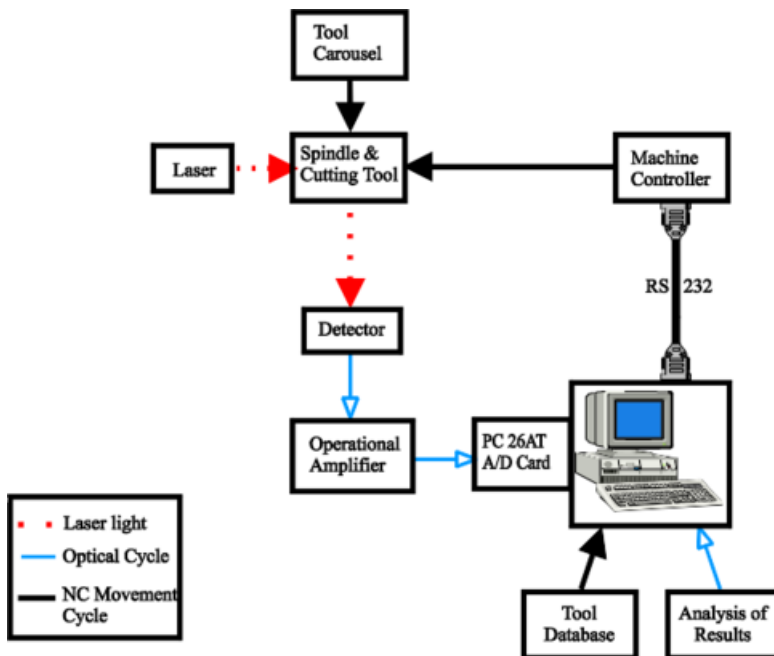 Tool
Carousel
Laser
Spindle &
Cutting Tool
Machine
Controller
RS 232
Detector
Operational
Amplifier
PC 26AT
A/D Card
Laser light
Optical Cycle
NC Movement
Cycle
Tool
Database
Analysis of
Results